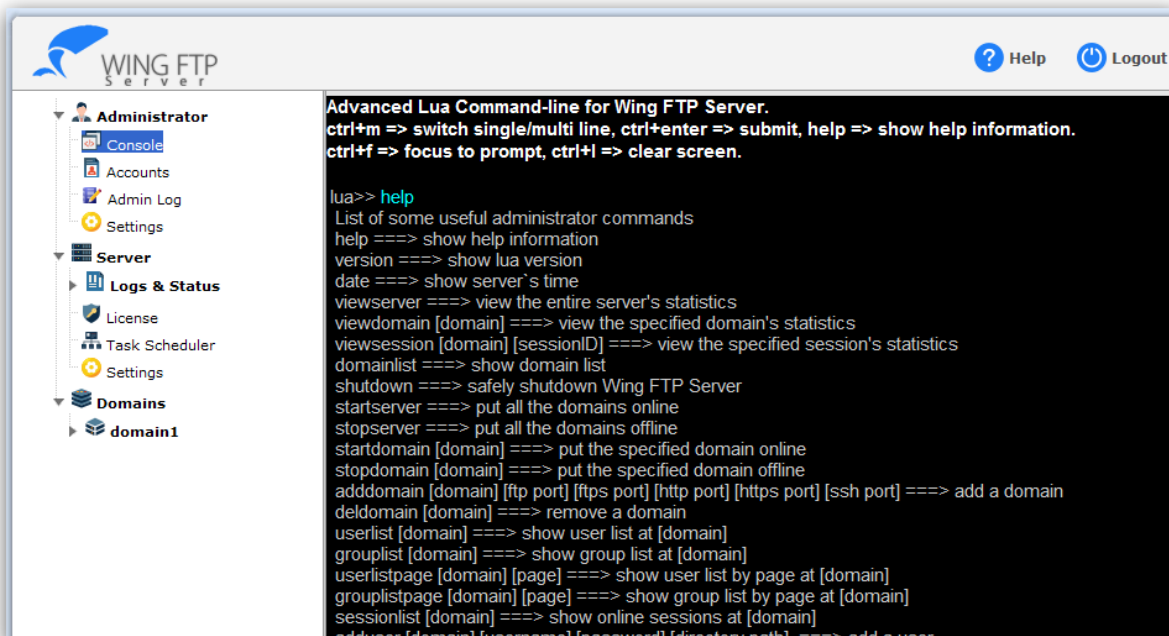 WING FTP
Server
Help
Logout
Administrator
Console
Accounts
Admin Log
Settings
Server
Logs & Status
License
Task Scheduler
Settings
Domains
domain1
Advanced Lua Command-line for Wing FTP Server.
ctrl+m => switch single/multi line, ctrl+enter => submit, help => show help information.
ctrl+f => focus to prompt, ctrl+l => clear screen.
lua>> help
List of some useful administrator commands
help ===> show help information
version ===> show lua version
date ===> show server`s time
viewserver ===> view the entire server's statistics
viewdomain [domain] ===> view the specified domain's statistics
viewsession [domain] [sessionID] ===> view the specified session's statistics
domainlist ===> show domain list
shutdown ===> safely shutdown Wing FTP Server
startserver ===> put all the domains online
stopserver ===> put all the domains offline
startdomain [domain] ===> put the specified domain online
stopdomain [domain] ===> put the specified domain offline
adddomain [domain] [ftp port] [ftps port] [http port] [https port] [ssh port] ===> add a domain
deldomain [domain] ===> remove a domain
userlist [domain] ===> show user list at [domain]
grouplist [domain] ===> show group list at [domain]
userlistpage [domain] [page] ===> show user list by page at [domain]
grouplistpage [domain] [page] ===> show group list by page at [domain]
sessionlist [domain] ===> show online sessions at [domain]
adduser [domain] [username] [password] [directory path] ===> add a user